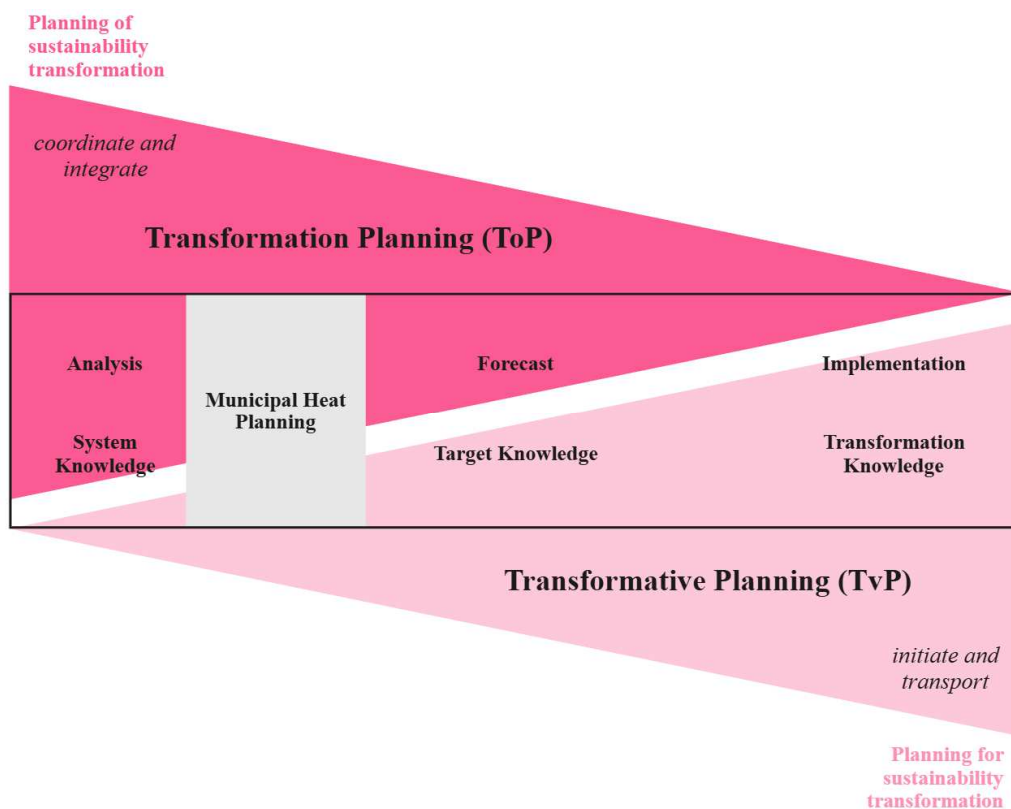 Planning of
sustainability
transformation
coordinate and
integrate
Transformation Planning (ToP)
Analysis
Forecast
Implementation
Municipal Heat
Planning
System
Knowledge
Target Knowledge
Transformation
Knowledge
Transformative Planning (TvP)
initiate and
transport
Planning for
sustainability
transformation